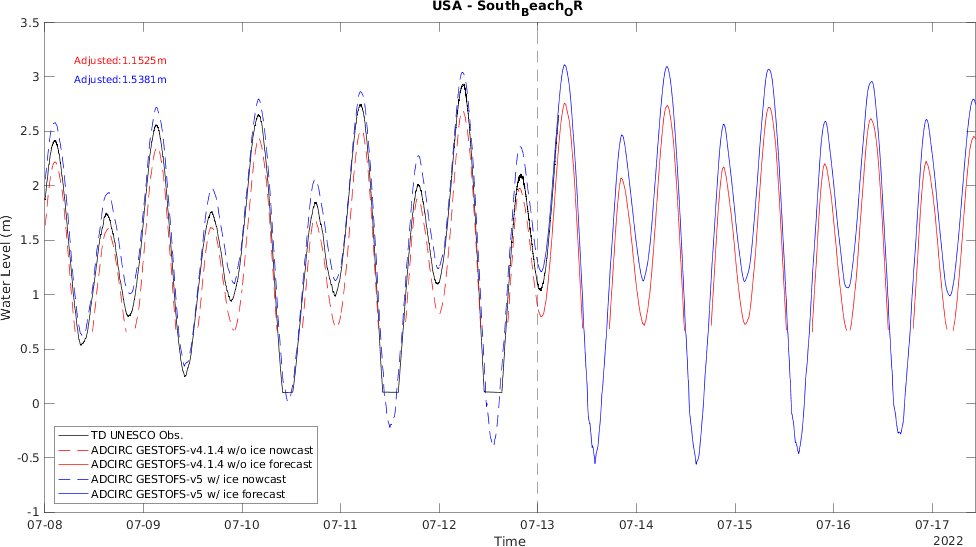 USA - South_Beach_OR
3.5
3
2.5
2
1.5
1
0.5
0
-0.5
-1
Water Level (m)
Adjusted:1.1525m
Adjusted:1.5381m
TD UNESCO Obs.
ADCIRC GESTOFS-v4.1.4 w/o ice nowcast
ADCIRC GESTOFS-v4.1.4 w/o ice forecast
ADCIRC GESTOFS-v5 w/ ice nowcast
ADCIRC GESTOFS-v5 w/ ice forecast
07-08 07-09 07-10 07-11 07-12 07-13 07-14 07-15 07-16 07-17
Time
2022